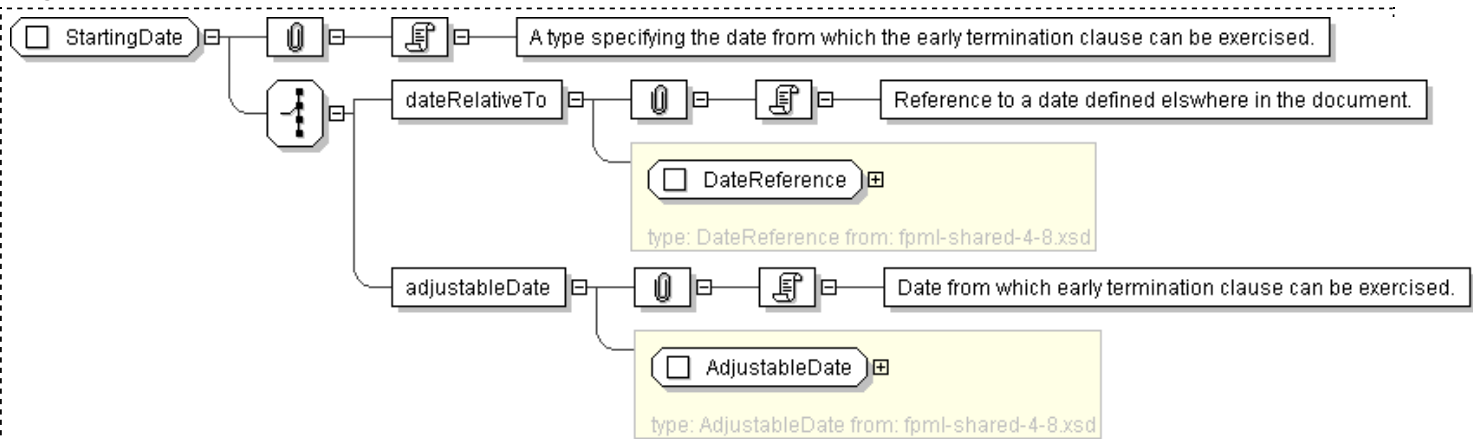 StartingDate
A type specifying the date from which the early termination clause can be exercised.
dateRelativeTo
Reference to a date defined elswhere in the document.
DateReference
type: DateReference from: fpml-shared-4-8.xsd
adjustableDate
Date from which early termination clause can be exercised.
AdjustableDate
type: AdjustableDate from: fpml-shared-4-8.xsd